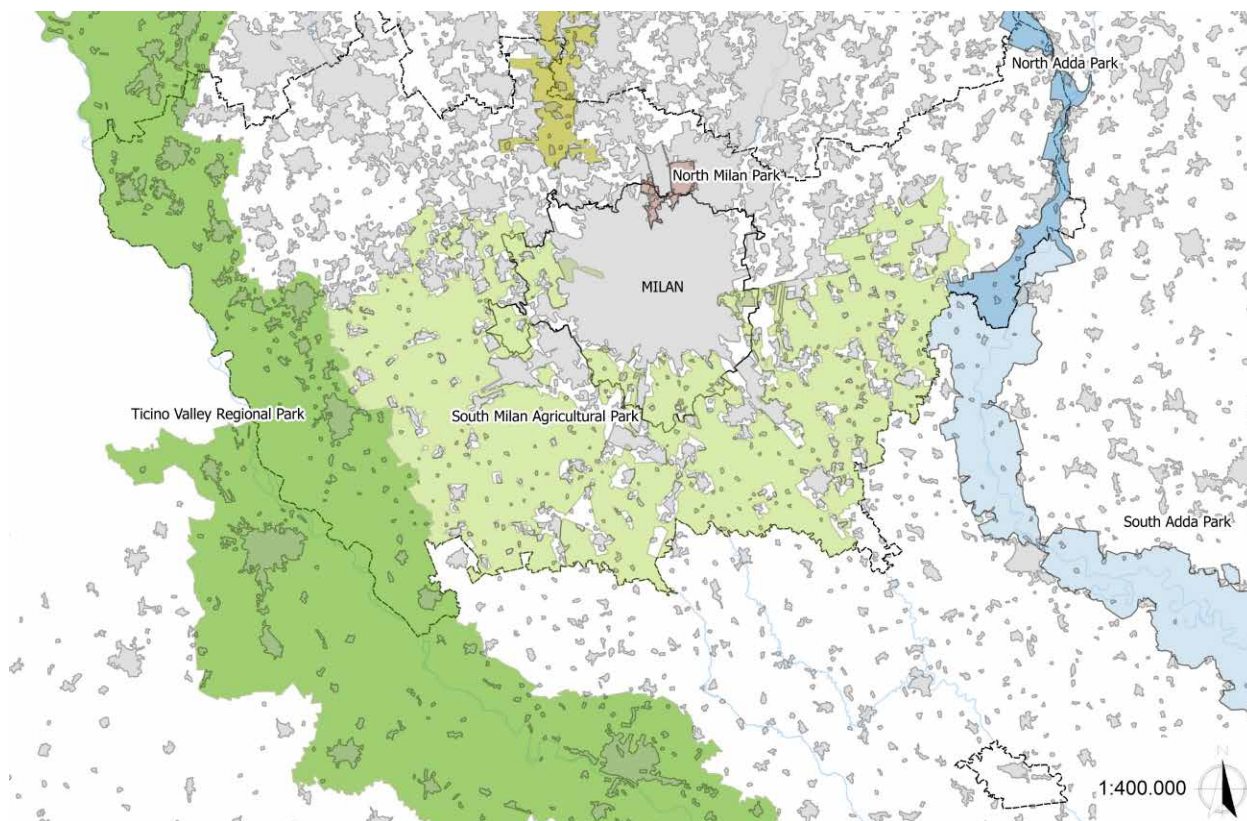 North Adda Park
North Milan Park
MILAN
Ticino Valley Regional Park
South Milan Agricultural Park
South Adda Park
N
1:400.000